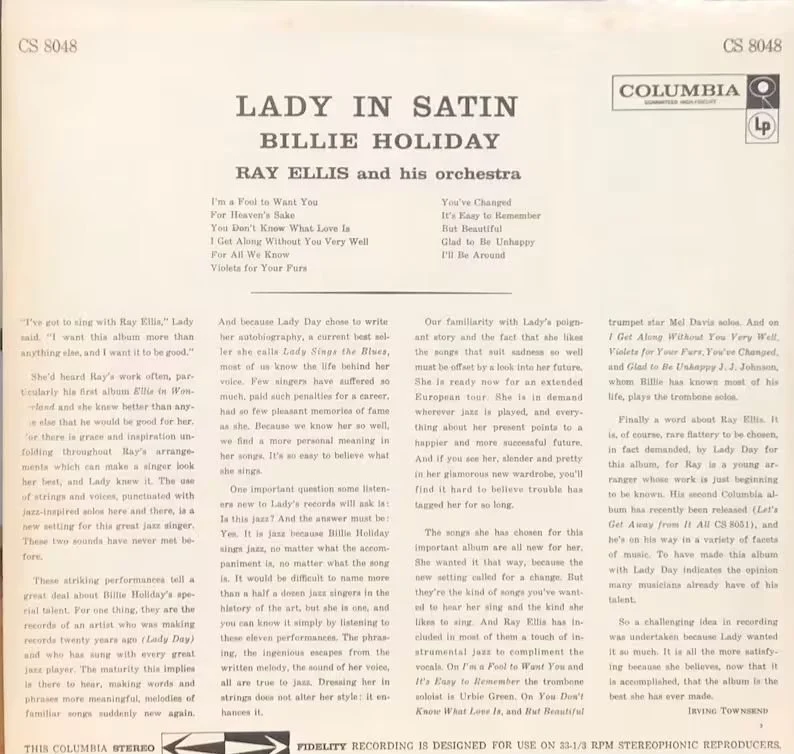 CS 8048
CS 8048
COLUMBIA
GUARANTEED HIGH-FIDELITY
Lp
LADY IN SATIN
BILLIE HOLIDAY
RAY ELLIS and his orchestra
I'm a Fool to Want You
For Heaven's Sake
You Don't Know What Love Is
I Get Along Without You Very Well
For All We Know
Violets for Your Furs
You've Changed
It's Easy to Remember
But Beautiful
Glad to Be Unhappy
I'll Be Around
"I've got to sing with Ray Ellis," Lady
said. "I want this album more than
anything else, and I want it to be good."
She'd heard Ray's work often, par-
ticularly his first album Ellis in Won-
rland and she knew better than any-
e else that he would be good for her,
or there is grace and inspiration un-
folding throughout Ray's arrange-
ments which can make a singer look
her best, and Lady knew it. The use
of strings and voices, punctuated with
jazz-inspired solos here and there, is a
new setting for this great jazz singer.
These two sounds have never met be-
fore.
These striking performances tell a
great deal about Billie Holiday's spe-
cial talent. For one thing, they are the
records of an artist who was making
records twenty years ago (Lady Day)
and who has sung with every great
jazz player. The maturity this implies
is there to hear, making words and
phrases more meaningful, melodies of
familiar songs suddenly new again.
And because Lady Day chose to write
her autobiography, a current best sel-
ler she calls Lady Sings the Blues,
most of us know the life behind her
voice. Few singers have suffered so
much, paid such penalties for a career,
had so few pleasant memories of fame
as she. Because we know her so well,
we find a more personal meaning in
her songs. It's so easy to believe what
she sings.
One important question some listen-
ers new to Lady's records will ask is:
Is this jazz? And the answer must be:
Yes. It is jazz because Billie Holiday
sings jazz, no matter what the accom-
paniment is, no matter what the song
is. It would be difficult to name more
than a half a dozen jazz singers in the
history of the art, but she is one, and
you can know it simply by listening to
these eleven performances. The phras-
ing, the ingenious escapes from the
written melody, the sound of her voice,
all are true to jazz. Dressing her in
strings does not alter her style: it en-
hances it.
Our familiarity with Lady's poign-
ant story and the fact that she likes
the songs that suit sadness so well
must be offset by a look into her future.
She is ready now for an extended
European tour. She is in demand
wherever jazz is played, and every-
thing about her present points to a
happier and more successful future.
And if you see her, slender and pretty
in her glamorous new wardrobe, you'll
find it hard to believe trouble has
tagged her for so long.
The songs she has chosen for this
important album are all new for her.
She wanted it that way, because the
new setting called for a change. But
they're the kind of songs you've want-
ed to hear her sing and the kind she
likes to sing. And Ray Ellis has in-
cluded in most of them a touch of in-
strumental jazz to compliment the
vocals. On I'm a Fool to Want You and
It's Easy to Remember the trombone
soloist is Urbie Green. On You Don't
Know What Love Is, and But Beautiful
trumpet star Mel Davis solos. And on
I Get Along Without You Very Well,
Violets for Your Furs, You've Changed,
and Glad to Be Unhappy J. J. Johnson,
whom Billie has known most of his
life, plays the trombone solos.
Finally a word about Ray Ellis. It
is, of course, rare flattery to be chosen,
in fact demanded, by Lady Day for
this album, for Ray is a young ar-
ranger whose work is just beginning
to be known. His second Columbia al-
bum has recently been released (Let's
Get Away from It All CS 8051), and
he's on his way in a variety of facets
of music. To have made this album
with Lady Day indicates the opinion
many musicians already have of his
talent.
So a challenging idea in recording
was undertaken because Lady wanted
it so much. It is all the more satisfy-
ing because she believes, now that it
is accomplished, that the album is the
best she has ever made.
IRVING TOWNSEND
THIS COLUMBIA STEREO FIDELITY RECORDING IS DESIGNED FOR USE ON 33-1/3 RPM STEREOPHONIC REPRODUCERS.